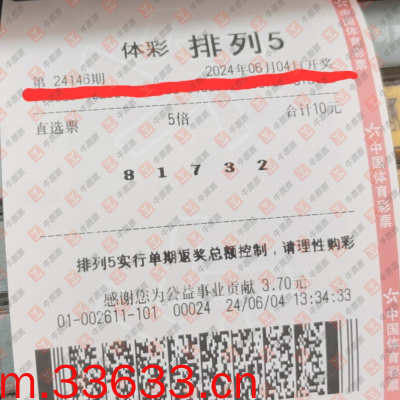 体彩 排列5
第 24146期 2024年06月04日开奖
直选票 5倍 合计10元
8 1 7 3 2
排列5实行单期返奖总额控制，请理性购彩
感谢您为公益事业贡献 3.70元
01-002611-101 00024 24/06/04 13:34:33
中国体育彩票
中国体育彩票
m.33633.cn